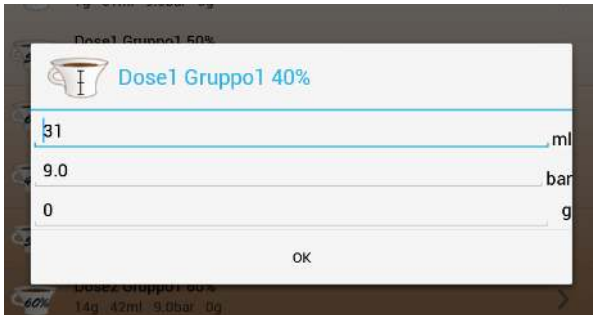 Dose1 Gruppo1 50%
Dose1 Gruppo1 40%
31 ml
9.0 bar
0 g
OK
Dose2 Gruppo1 60%
60%
14g 42ml 9.0bar 0g